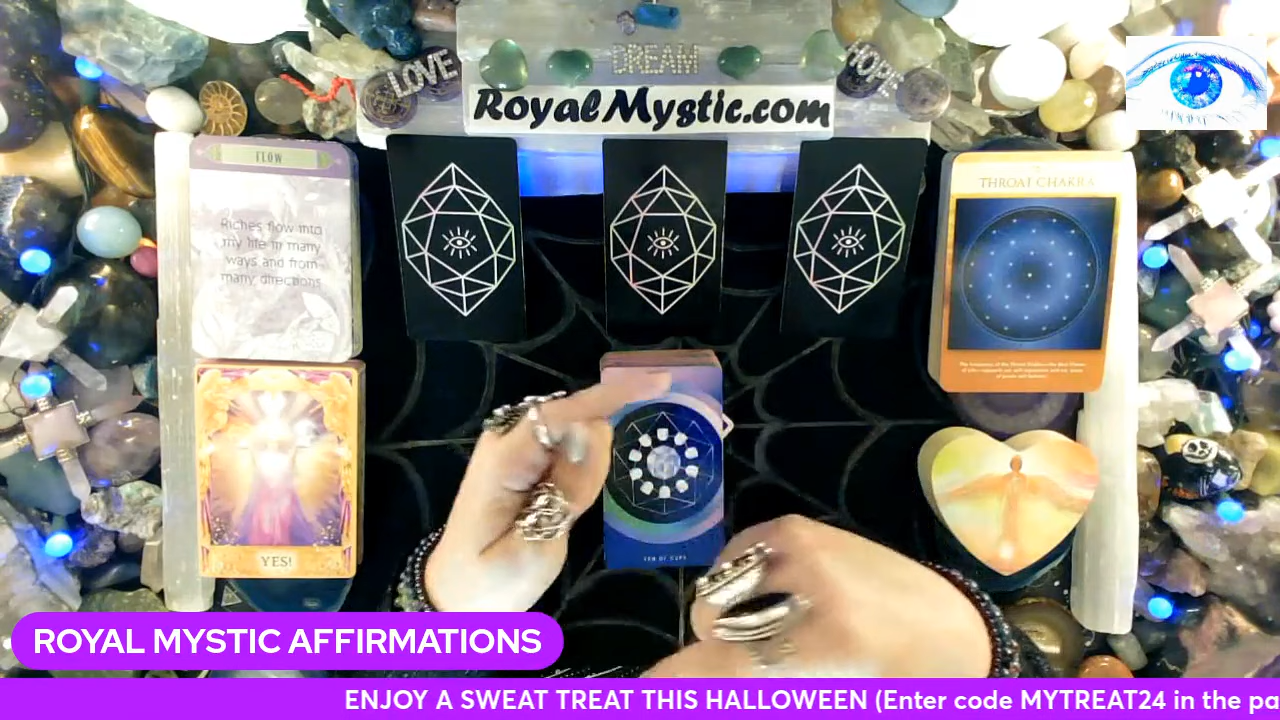 LOVE
DREAM
HOPE
RoyalMystic.com
FLOW
Riches flow into
my life in many
ways and from
many directions
THROAT CHAKRA
YES!
TEN OF CUPS
ROYAL MYSTIC AFFIRMATIONS
ENJOY A SWEAT TREAT THIS HALLOWEEN (Enter code MYTREAT24 in the pa